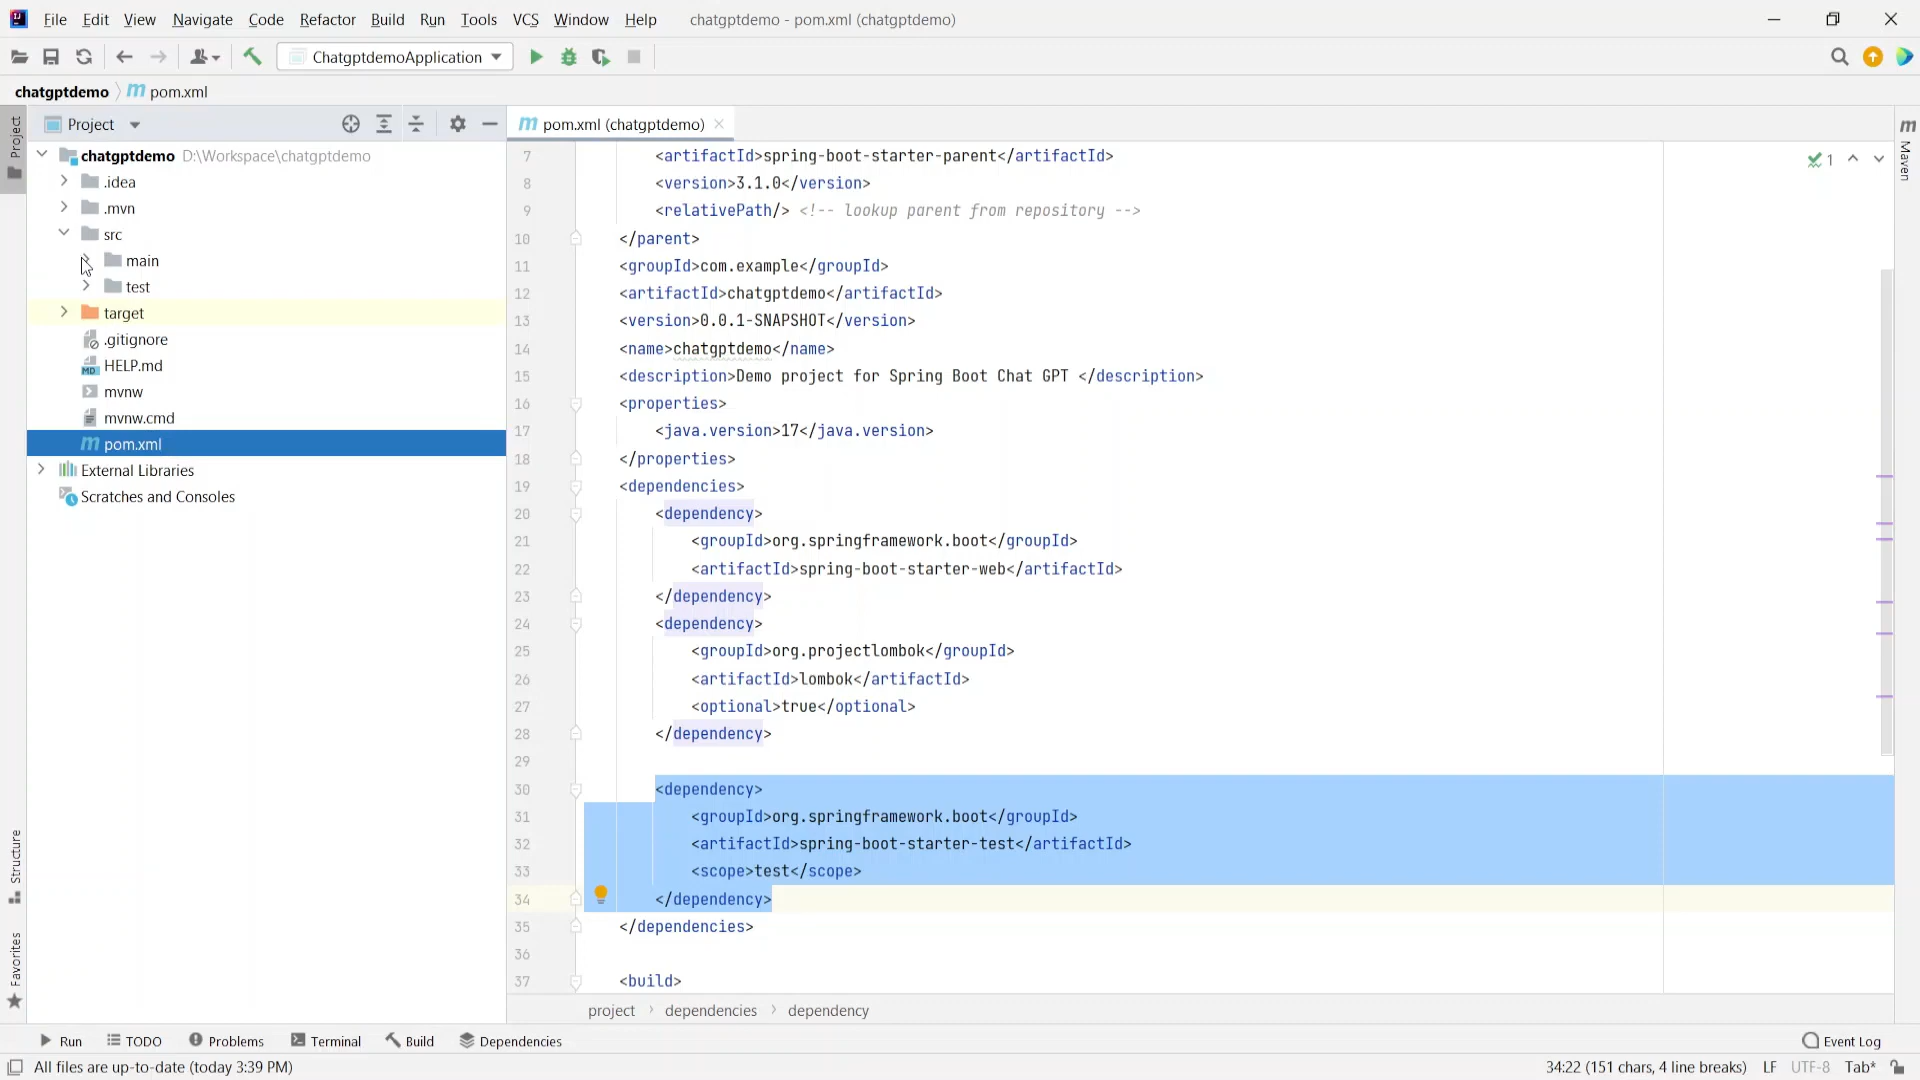 File Edit View Navigate Code Refactor Build Run Tools VCS Window Help chatgptdemo - pom.xml (chatgptdemo)
ChatgptdemoApplication
chatgptdemo m pom.xml
Project
Project
m pom.xml (chatgptdemo)
m
Maven
chatgptdemo D:\Workspace\chatgptdemo
.idea
.mvn
src
main
test
target
.gitignore
MD HELP.md
mvnw
mvnw.cmd
m pom.xml
External Libraries
Scratches and Consoles
Structure
Favorites
1
7 <artifactId>spring-boot-starter-parent</artifactId>
8 <version>3.1.0</version>
9 <relativePath/> <!-- lookup parent from repository -->
10 </parent>
11 <groupId>com.example</groupId>
12 <artifactId>chatgptdemo</artifactId>
13 <version>0.0.1-SNAPSHOT</version>
14 <name>chatgptdemo</name>
15 <description>Demo project for Spring Boot Chat GPT </description>
16 <properties>
17 <java.version>17</java.version>
18 </properties>
19 <dependencies>
20 <dependency>
21 <groupId>org.springframework.boot</groupId>
22 <artifactId>spring-boot-starter-web</artifactId>
23 </dependency>
24 <dependency>
25 <groupId>org.projectlombok</groupId>
26 <artifactId>lombok</artifactId>
27 <optional>true</optional>
28 </dependency>
29
30 <dependency>
31 <groupId>org.springframework.boot</groupId>
32 <artifactId>spring-boot-starter-test</artifactId>
33 <scope>test</scope>
34 </dependency>
35 </dependencies>
36
37 <build>
project dependencies dependency
Run TODO Problems Terminal Build Dependencies Event Log
All files are up-to-date (today 3:39 PM) 34:22 (151 chars, 4 line breaks) LF UTF-8 Tab*